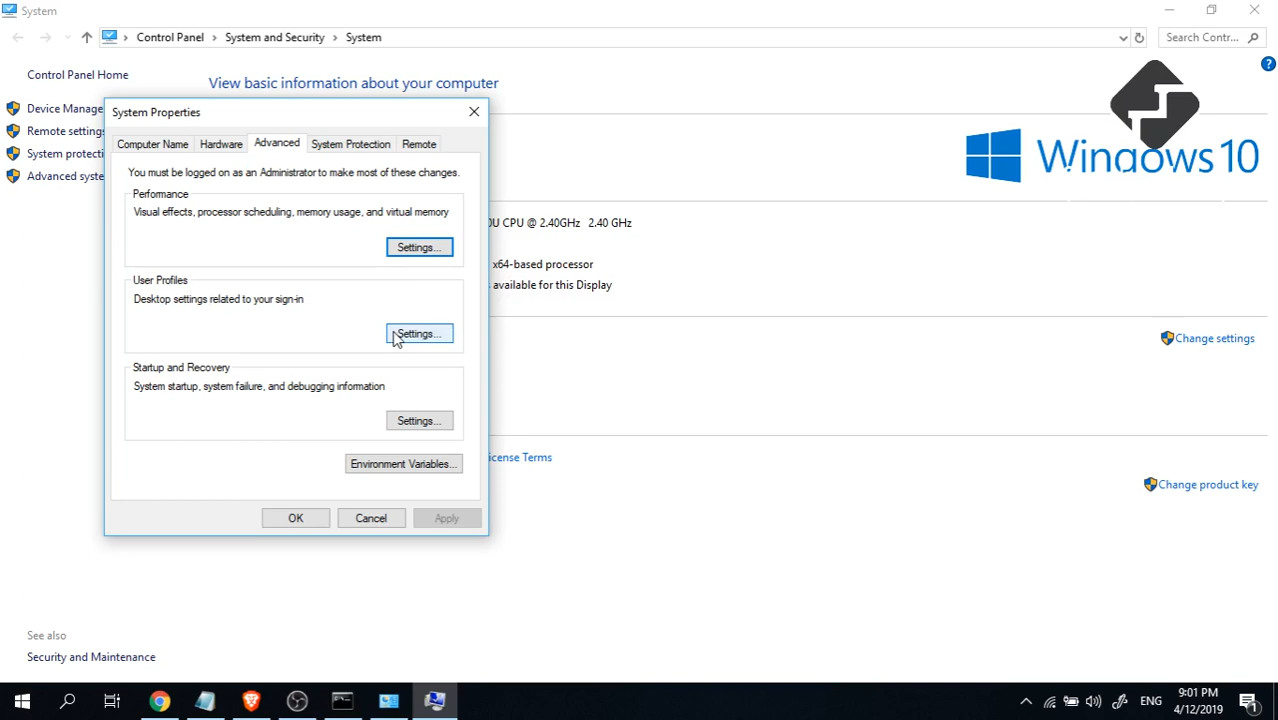 System
Control Panel > System and Security > System
Search Contr...
Control Panel Home
View basic information about your computer
Device Manage
Remote settings
System protecti
Advanced syste
System Properties
Computer Name Hardware Advanced System Protection Remote
You must be logged on as an Administrator to make most of these changes.
Performance
Visual effects, processor scheduling, memory usage, and virtual memory
Settings...
User Profiles
Desktop settings related to your sign-in
Settings...
Startup and Recovery
System startup, system failure, and debugging information
Settings...
Environment Variables...
OK Cancel Apply
Windows 10
0U CPU @ 2.40GHz 2.40 GHz
x64-based processor
available for this Display
Change settings
icense Terms
Change product key
See also
Security and Maintenance
ENG
9:01 PM
4/12/2019
1